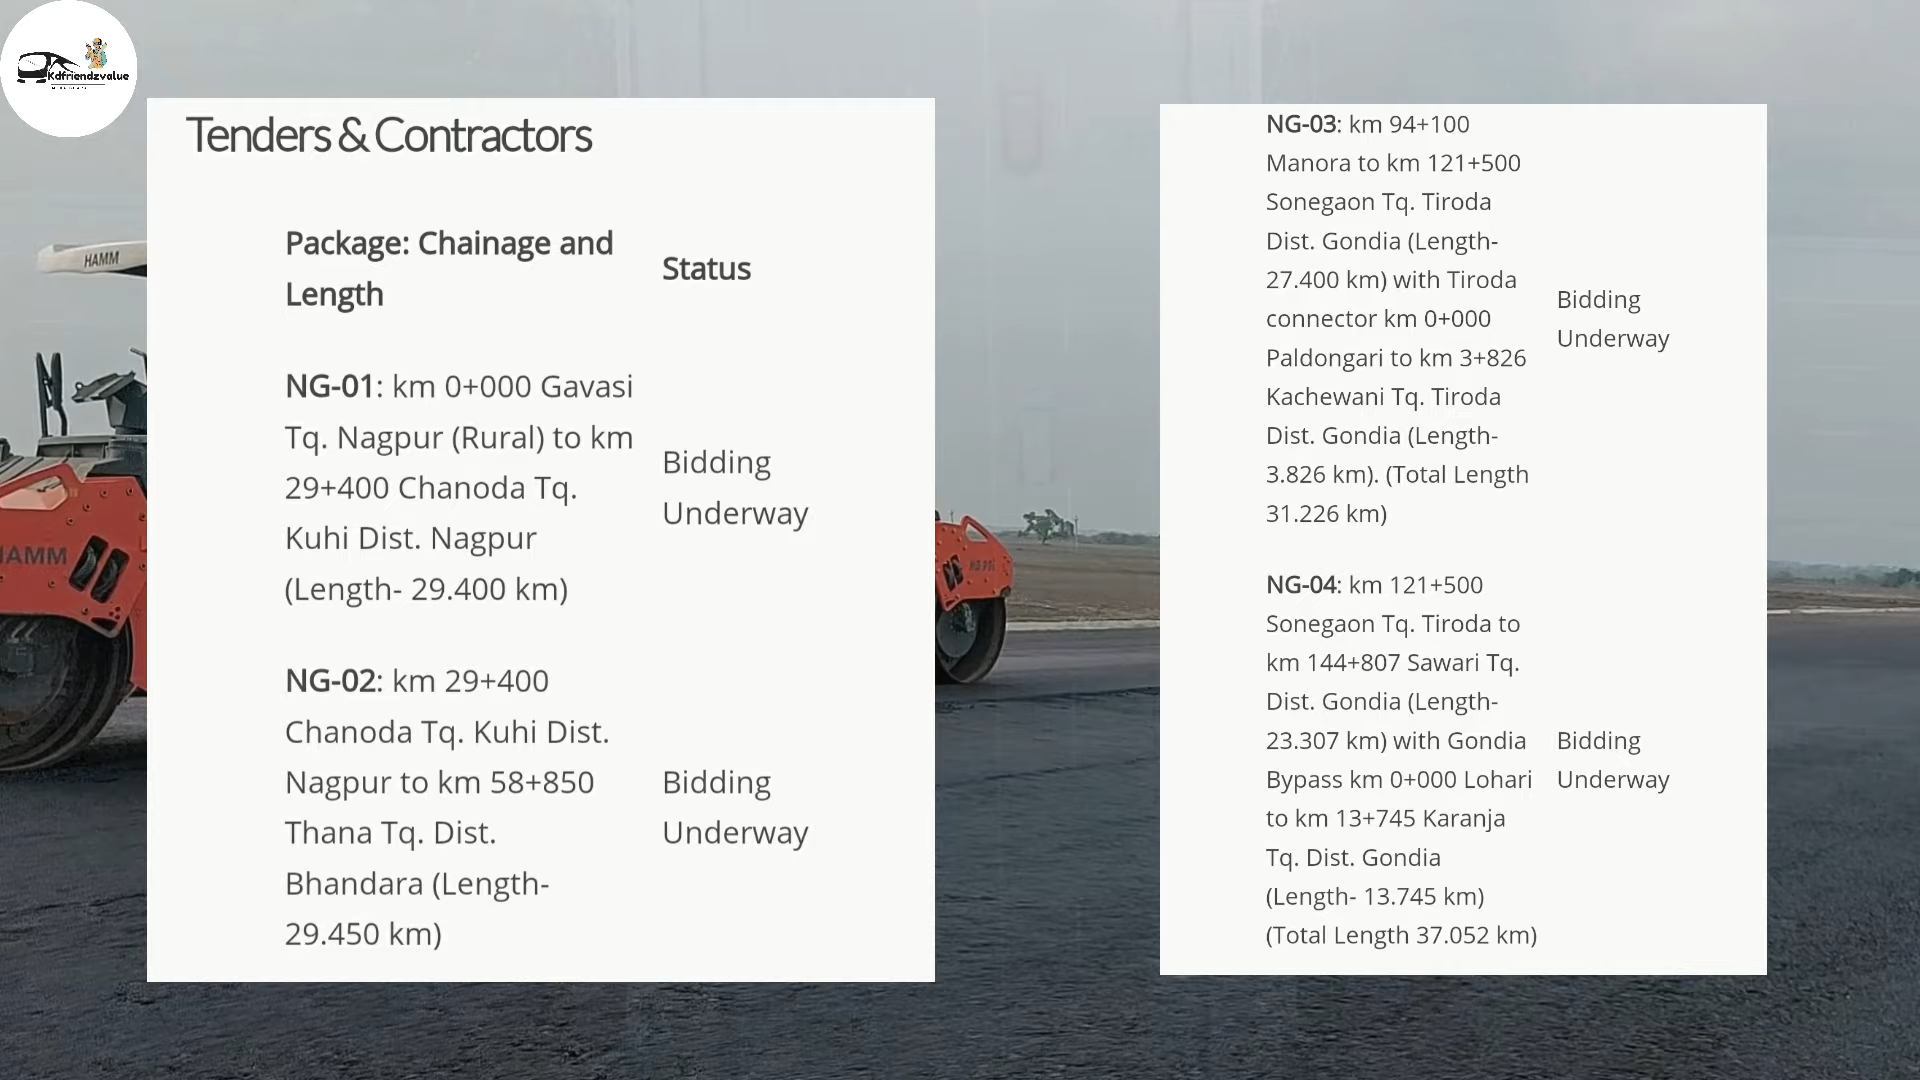 Kdfriendzvalue
Tenders & Contractors
Package: Chainage and
Length
Status
NG-01: km 0+000 Gavasi
Tq. Nagpur (Rural) to km
29+400 Chanoda Tq.
Kuhi Dist. Nagpur
(Length- 29.400 km)
Bidding
Underway
NG-02: km 29+400
Chanoda Tq. Kuhi Dist.
Nagpur to km 58+850
Thana Tq. Dist.
Bhandara (Length-
29.450 km)
Bidding
Underway
NG-03: km 94+100
Manora to km 121+500
Sonegaon Tq. Tiroda
Dist. Gondia (Length-
27.400 km) with Tiroda
connector km 0+000
Paldongari to km 3+826
Kachewani Tq. Tiroda
Dist. Gondia (Length-
3.826 km). (Total Length
31.226 km)
Bidding
Underway
NG-04: km 121+500
Sonegaon Tq. Tiroda to
km 144+807 Sawari Tq.
Dist. Gondia (Length-
23.307 km) with Gondia
Bypass km 0+000 Lohari
to km 13+745 Karanja
Tq. Dist. Gondia
(Length- 13.745 km)
(Total Length 37.052 km)
Bidding
Underway
HAMM
HAMM